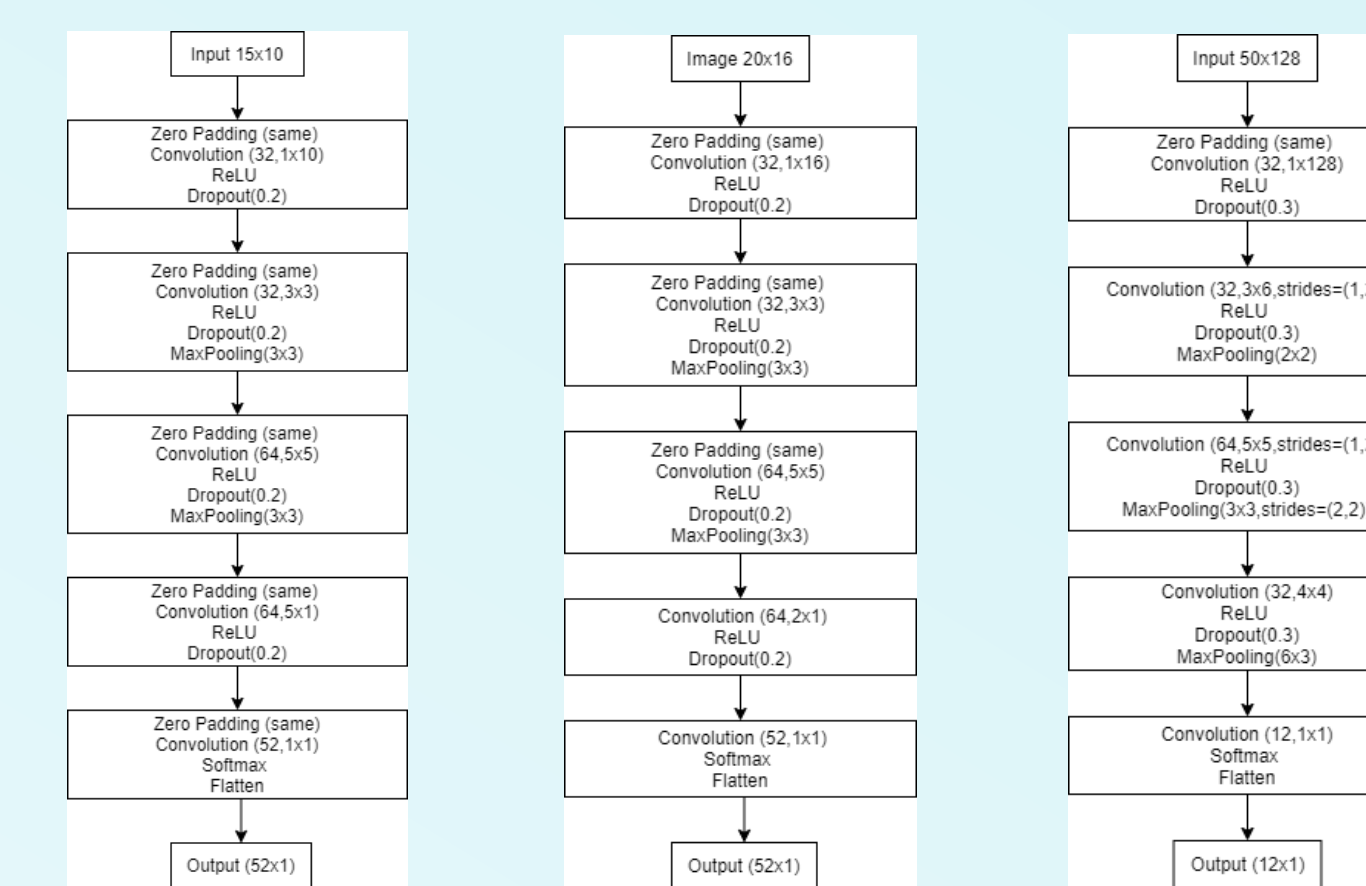 Input 15x10
Zero Padding (same)
Convolution (32,1x10)
ReLU
Dropout(0.2)
Zero Padding (same)
Convolution (32,3x3)
ReLU
Dropout(0.2)
MaxPooling(3x3)
Zero Padding (same)
Convolution (64,5x5)
ReLU
Dropout(0.2)
MaxPooling(3x3)
Zero Padding (same)
Convolution (64,5x1)
ReLU
Dropout(0.2)
Zero Padding (same)
Convolution (52,1x1)
Softmax
Flatten
Output (52x1)
Image 20x16
Zero Padding (same)
Convolution (32,1x16)
ReLU
Dropout(0.2)
Zero Padding (same)
Convolution (32,3x3)
ReLU
Dropout(0.2)
MaxPooling(3x3)
Zero Padding (same)
Convolution (64,5x5)
ReLU
Dropout(0.2)
MaxPooling(3x3)
Convolution (64,2x1)
ReLU
Dropout(0.2)
Convolution (52,1x1)
Softmax
Flatten
Output (52x1)
Input 50x128
Zero Padding (same)
Convolution (32,1x128)
ReLU
Dropout(0.3)
Convolution (32,3x6,strides=(1,
ReLU
Dropout(0.3)
MaxPooling(2x2)
Convolution (64,5x5,strides=(1,
ReLU
Dropout(0.3)
MaxPooling(3x3,strides=(2,2)
Convolution (32,4x4)
ReLU
Dropout(0.3)
MaxPooling(6x3)
Convolution (12,1x1)
Softmax
Flatten
Output (12x1)